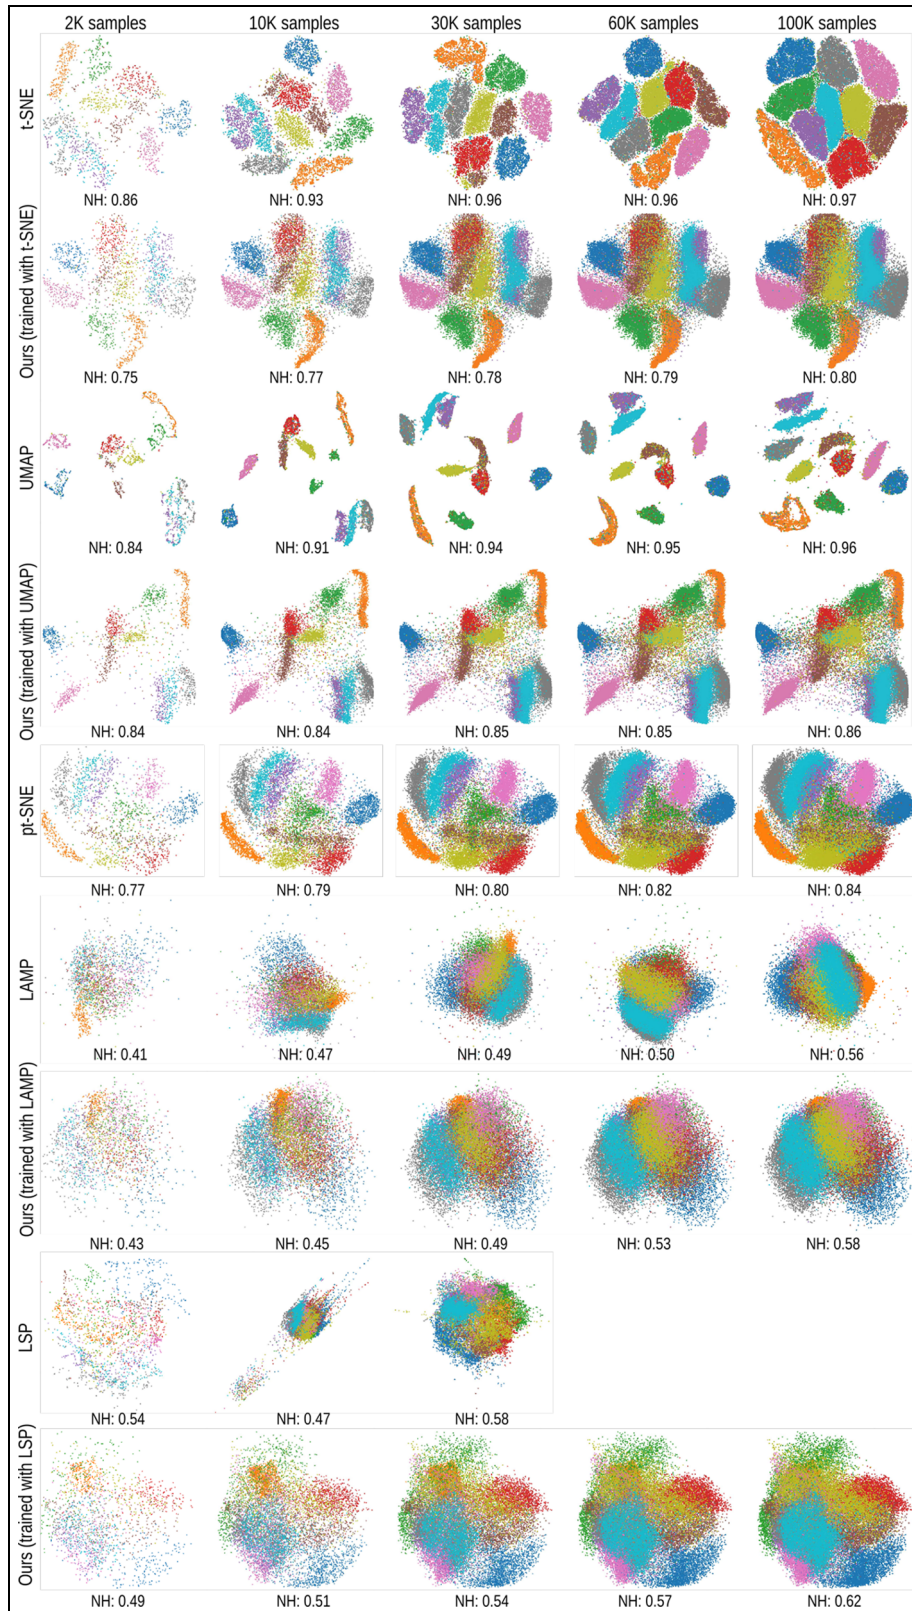 2K samples 10K samples 30K samples 60K samples 100K samples
t-SNE
NH: 0.86 NH: 0.93 NH: 0.96 NH: 0.96 NH: 0.97
Ours (trained with t-SNE)
NH: 0.75 NH: 0.77 NH: 0.78 NH: 0.79 NH: 0.80
UMAP
NH: 0.84 NH: 0.91 NH: 0.94 NH: 0.95 NH: 0.96
Ours (trained with UMAP)
NH: 0.84 NH: 0.84 NH: 0.85 NH: 0.85 NH: 0.86
pt-SNE
NH: 0.77 NH: 0.79 NH: 0.80 NH: 0.82 NH: 0.84
LAMP
NH: 0.41 NH: 0.47 NH: 0.49 NH: 0.50 NH: 0.56
Ours (trained with LAMP)
NH: 0.43 NH: 0.45 NH: 0.49 NH: 0.53 NH: 0.58
LSP
NH: 0.54 NH: 0.47 NH: 0.58
Ours (trained with LSP)
NH: 0.49 NH: 0.51 NH: 0.54 NH: 0.57 NH: 0.62